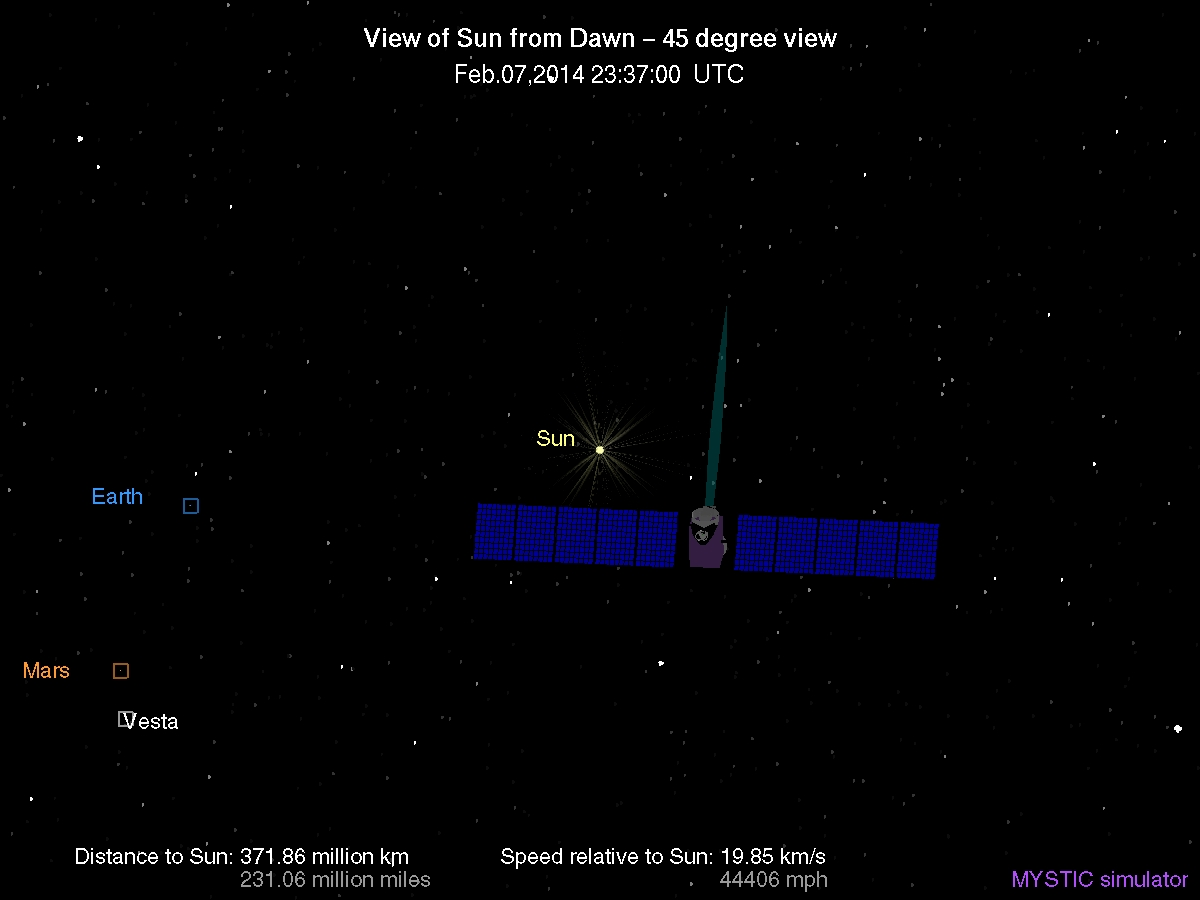 View of Sun from Dawn – 45 degree view
Feb.07,2014 23:37:00 UTC
Sun
Earth
Mars
Vesta
Distance to Sun: 371.86 million km
231.06 million miles
Speed relative to Sun: 19.85 km/s
44406 mph
MYSTIC simulator